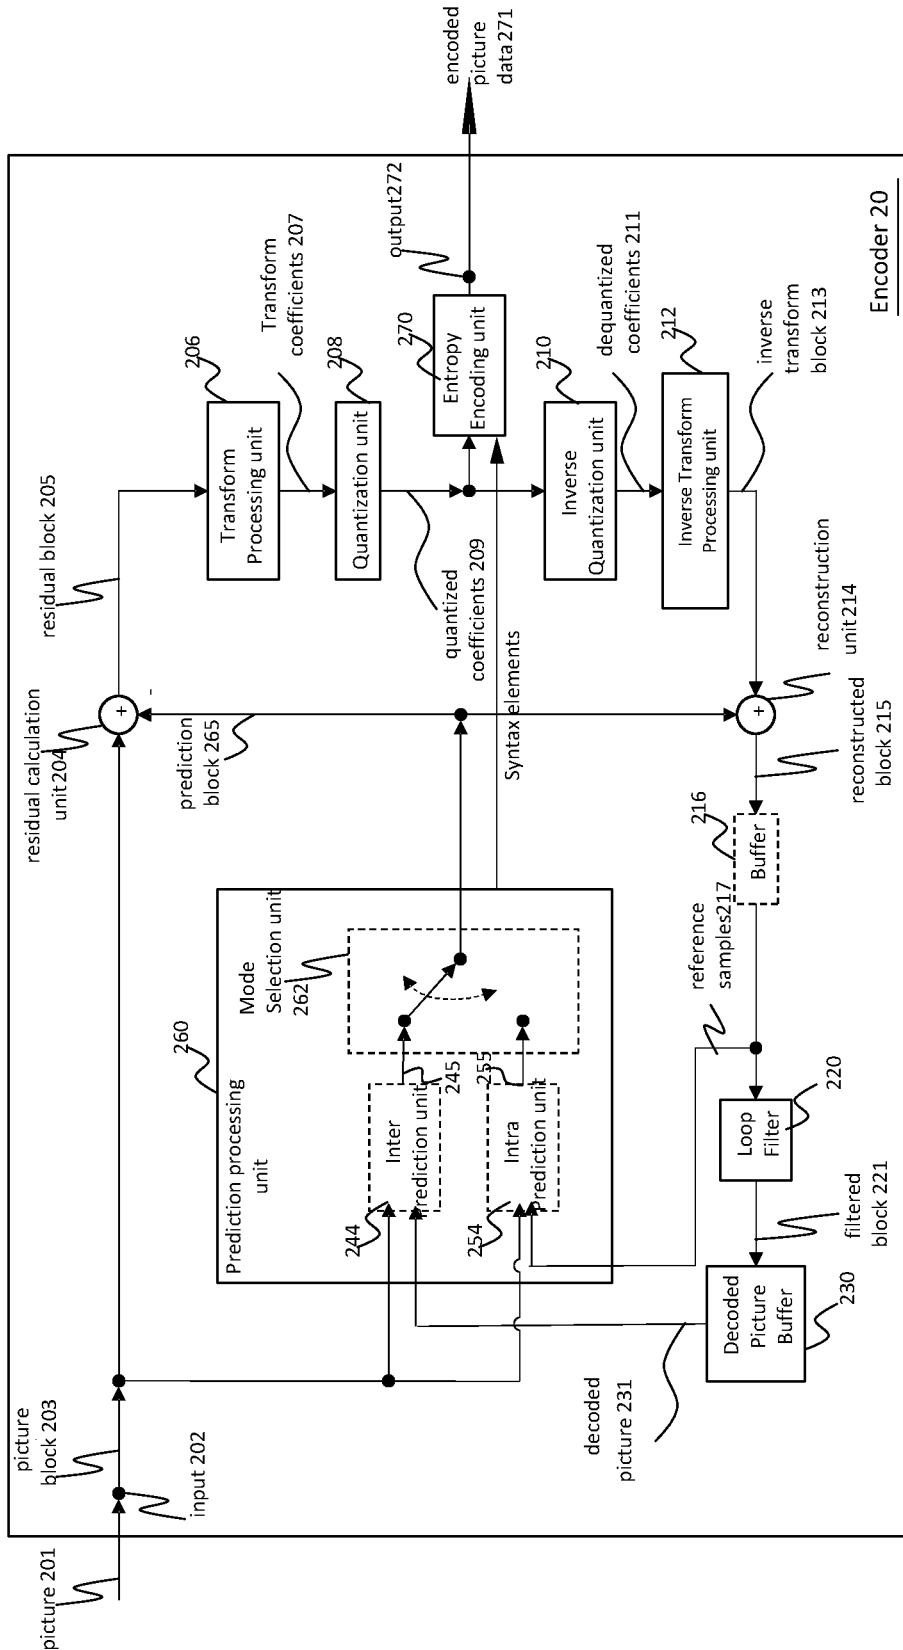 picture 201
input 202
picture
block 203
residual calculation
unit 204
+
-
residual block 205
206
Transform
Processing unit
Transform
coefficients 207
208
Quantization unit
quantized
coefficients 209
270
Entropy
Encoding unit
output272
encoded
picture
data271
210
Inverse
Quantization unit
dequantized
coefficients 211
212
Inverse Transform
Processing unit
inverse
transform
block 213
reconstruction
unit214
+
reconstructed
block 215
216
Buffer
reference
samples217
220
Loop
Filter
filtered
block 221
230
Decoded
Picture
Buffer
decoded
picture 231
260
Prediction processing
unit
244
Inter
Prediction unit
245
254
Intra
Prediction unit
255
Mode
Selection unit
262
prediction
block 265
Syntax elements
Encoder 20